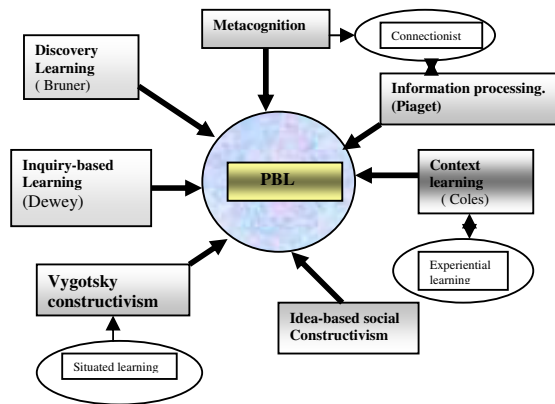 Metacognition
Connectionist
Discovery
Learning
( Bruner)
Information processing.
(Piaget)
Inquiry-based
Learning
(Dewey)
PBL
Context
learning
( Coles)
Vygotsky
constructivism
Experiential
learning
Idea-based social
Constructivism
Situated learning